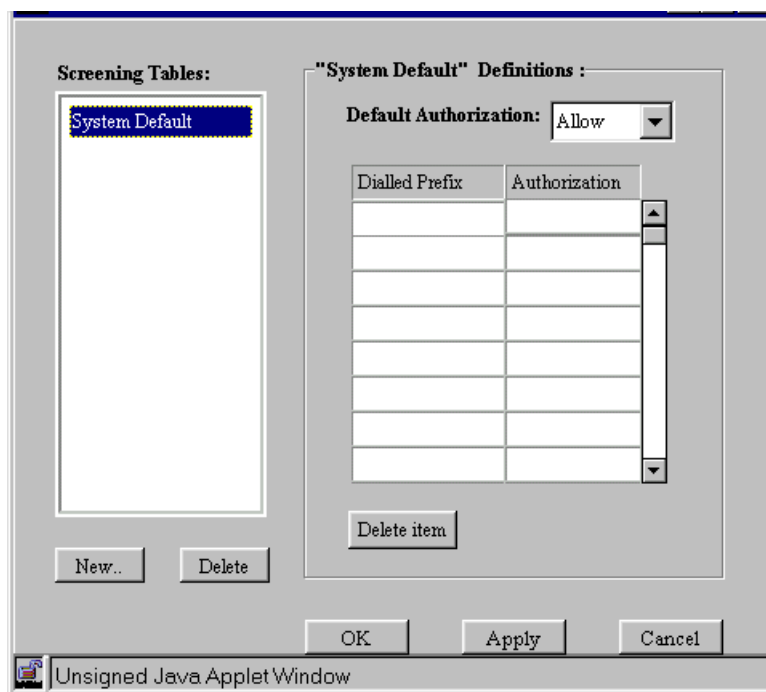 Screening Tables:
System Default
"System Default"  Definitions :
Default Authorization: Allow
Dialled Prefix Authorization
Delete item
New.. Delete
OK Apply Cancel
Unsigned Java Applet Window